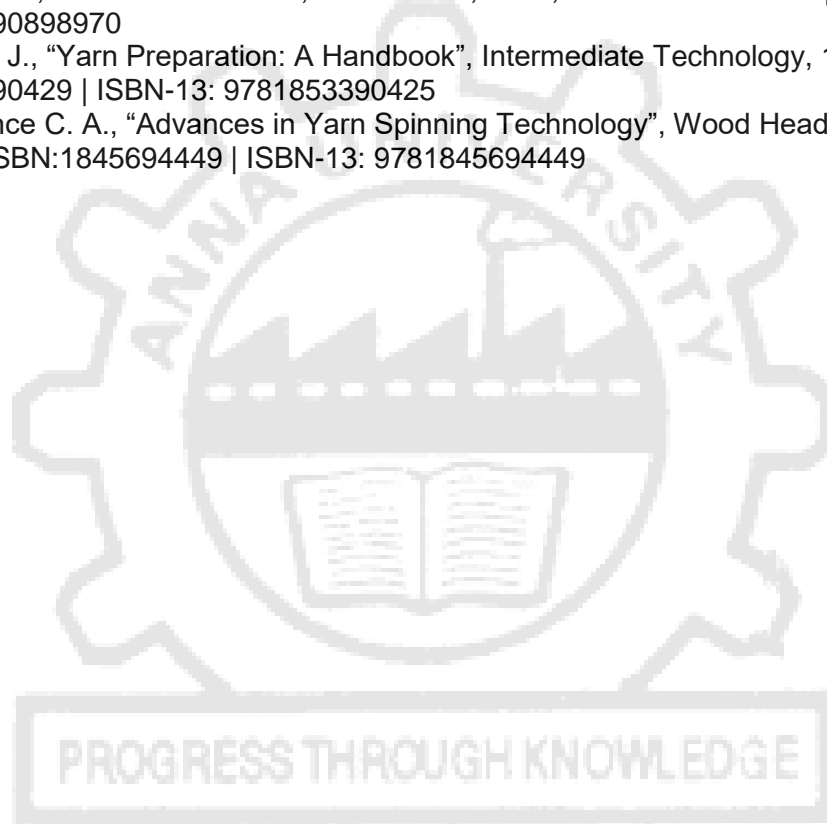 90898970
J., “Yarn Preparation: A Handbook”, Intermediate Technology, 1
90429 | ISBN-13: 9781853390425
nce C. A., “Advances in Yarn Spinning Technology”, Wood Head
SBN:1845694449 | ISBN-13: 9781845694449
ANNA UNIVERSITY
PROGRESS THROUGH KNOWLEDGE